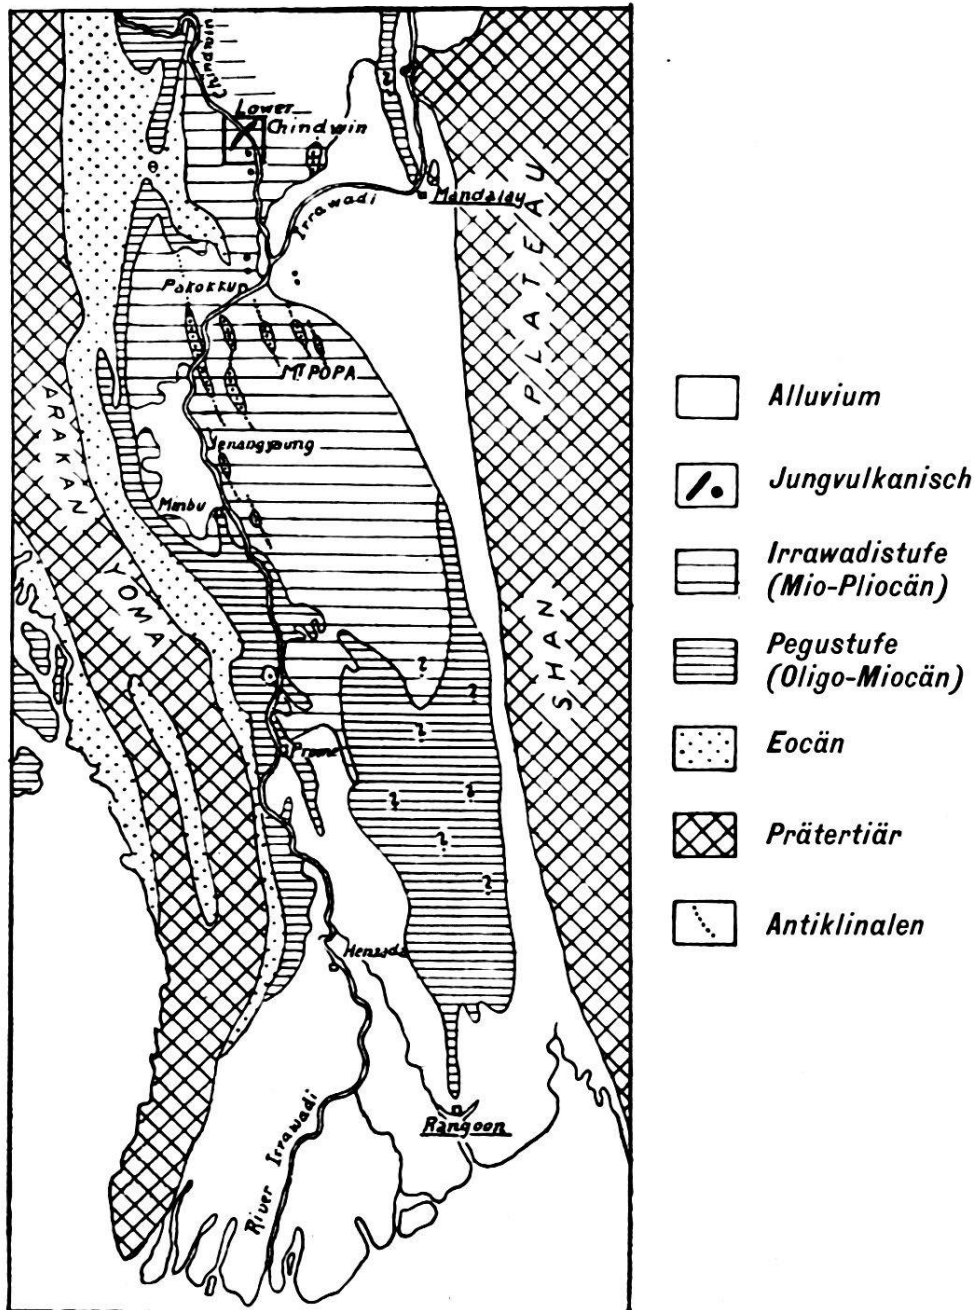 Chindwin
Lower
Chindwin
Irrawadi
Mandalay
Pakokku
Mt POPA
Jenangyaung
Minbu
ARAKAN YOMA
SHAN PLATEAU
Prome
Henzada
Rangoon
River Irrawadi
Alluvium
Jungvulkanisch
Irrawadistufe
(Mio-Pliocän)
Pegustufe
(Oligo-Miocän)
Eocän
Prätertiär
Antiklinalen
? ? ? ? ? ? ? ?